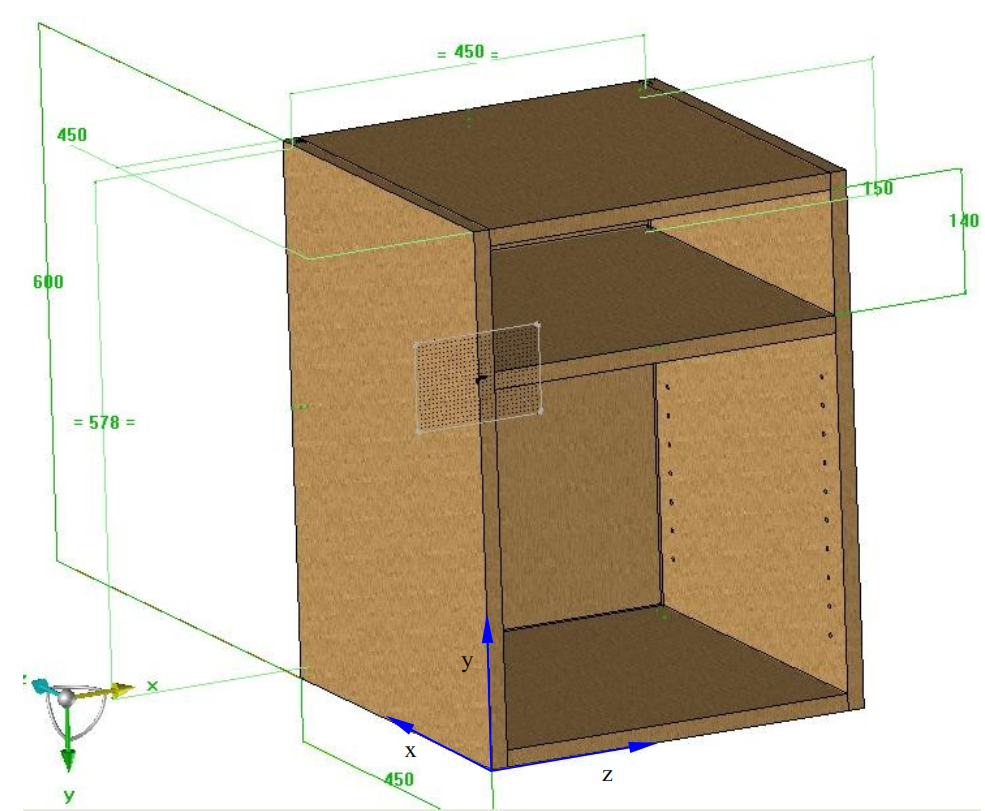 = 450 =
450
150
140
600
= 578 =
y
x
x
z
450
y